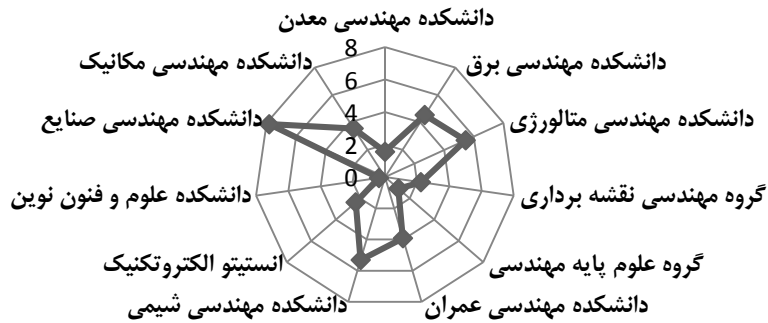 دانشکده مهندسی معدن
8
دانشکده مهندسی برق
دانشکده مهندسی مکانیک
6
دانشکده مهندسی متالورژی
4
دانشکده مهندسی صنایع
2
0
گروه مهندسی نقشه برداری
دانشکده علوم و فنون نوین
گروه علوم پایه مهندسی
انستیتو الکتروتکنیک
دانشکده مهندسی عمران
دانشکده مهندسی شیمی